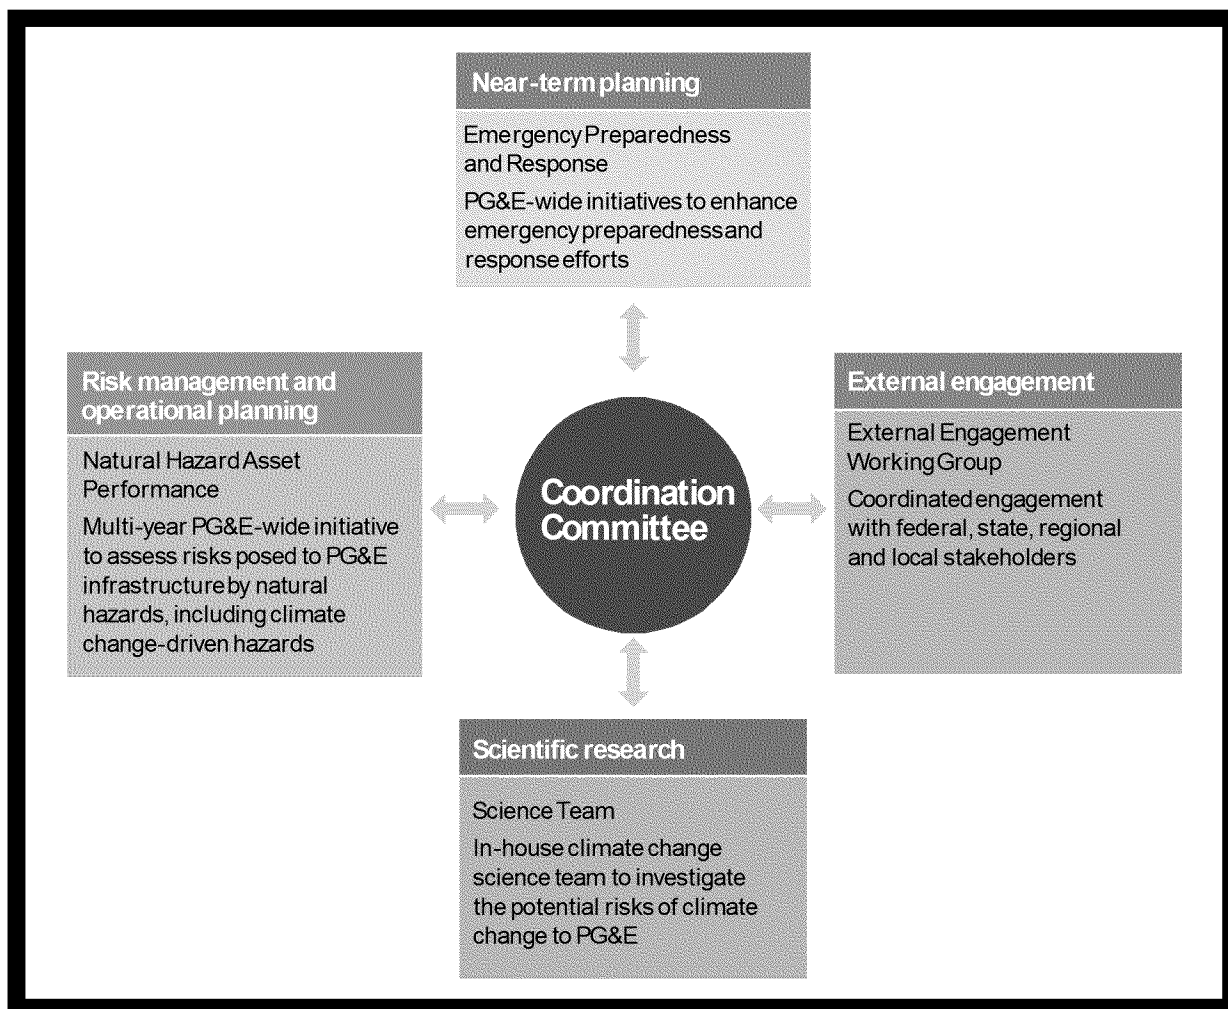 Near-term planning
Emergency Preparedness
and Response
PG&E-wide initiatives to enhance
emergency preparedness and
response efforts
Risk management and
operational planning
Natural Hazard Asset
Performance
Multi-year PG&E-wide initiative
to assess risks posed to PG&E
infrastructure by natural
hazards, including climate
change-driven hazards
Coordination
Committee
External engagement
External Engagement
Working Group
Coordinated engagement
with federal, state, regional
and local stakeholders
Scientific research
Science Team
In-house climate change
science team to investigate
the potential risks of climate
change to PG&E